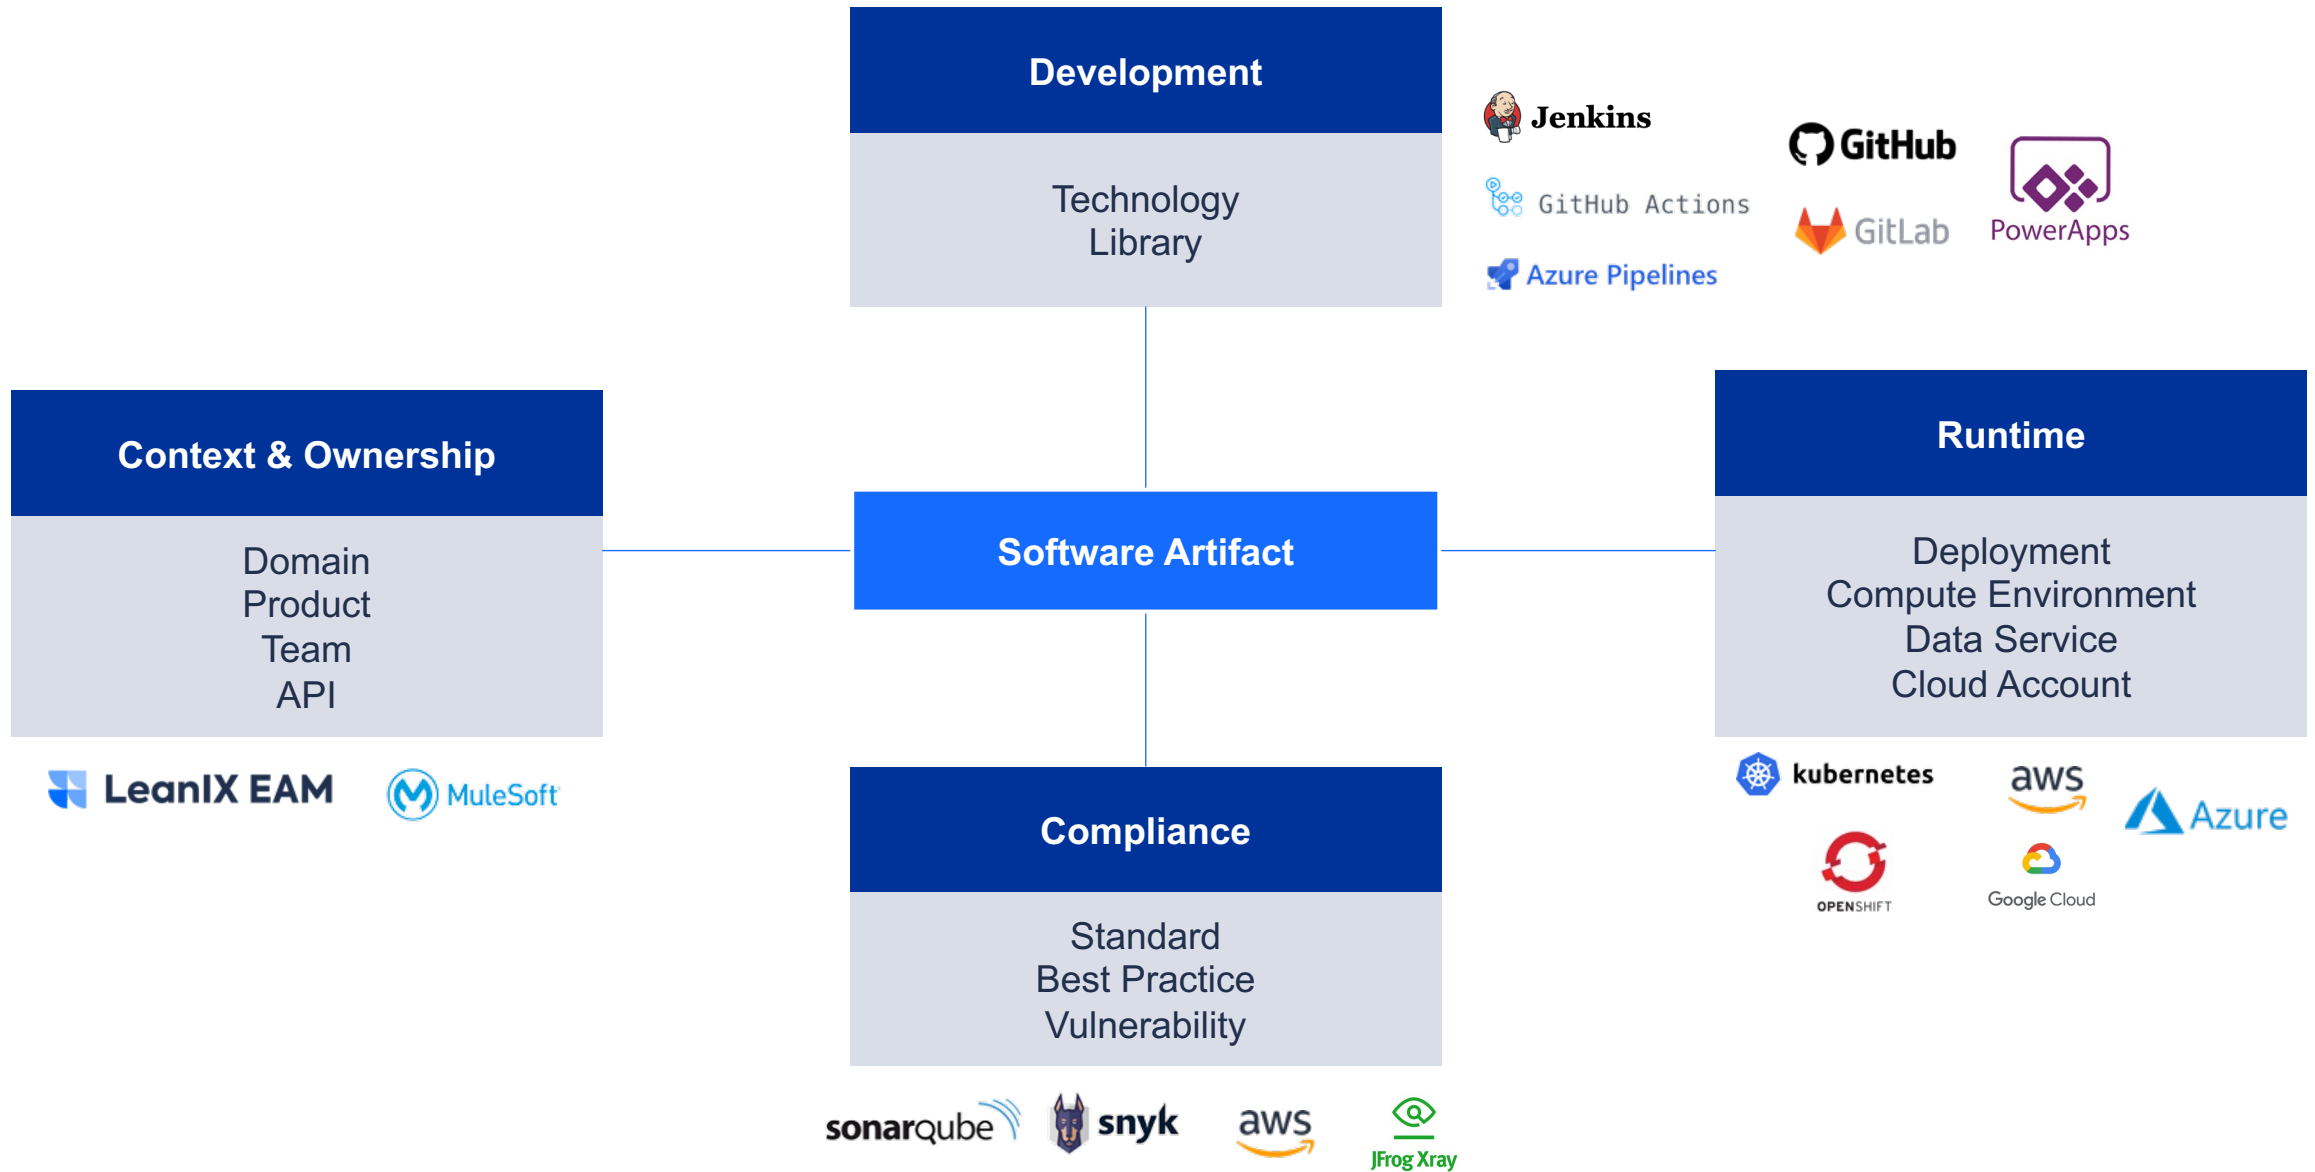 Development
Technology
Library
Jenkins
GitHub Actions
Azure Pipelines
GitHub
GitLab
PowerApps
Context & Ownership
Domain
Product
Team
API
LeanIX EAM
MuleSoft
Software Artifact
Runtime
Deployment
Compute Environment
Data Service
Cloud Account
kubernetes
aws
Azure
OPENSHIFT
Google Cloud
Compliance
Standard
Best Practice
Vulnerability
sonarqube
snyk
aws
JFrog Xray